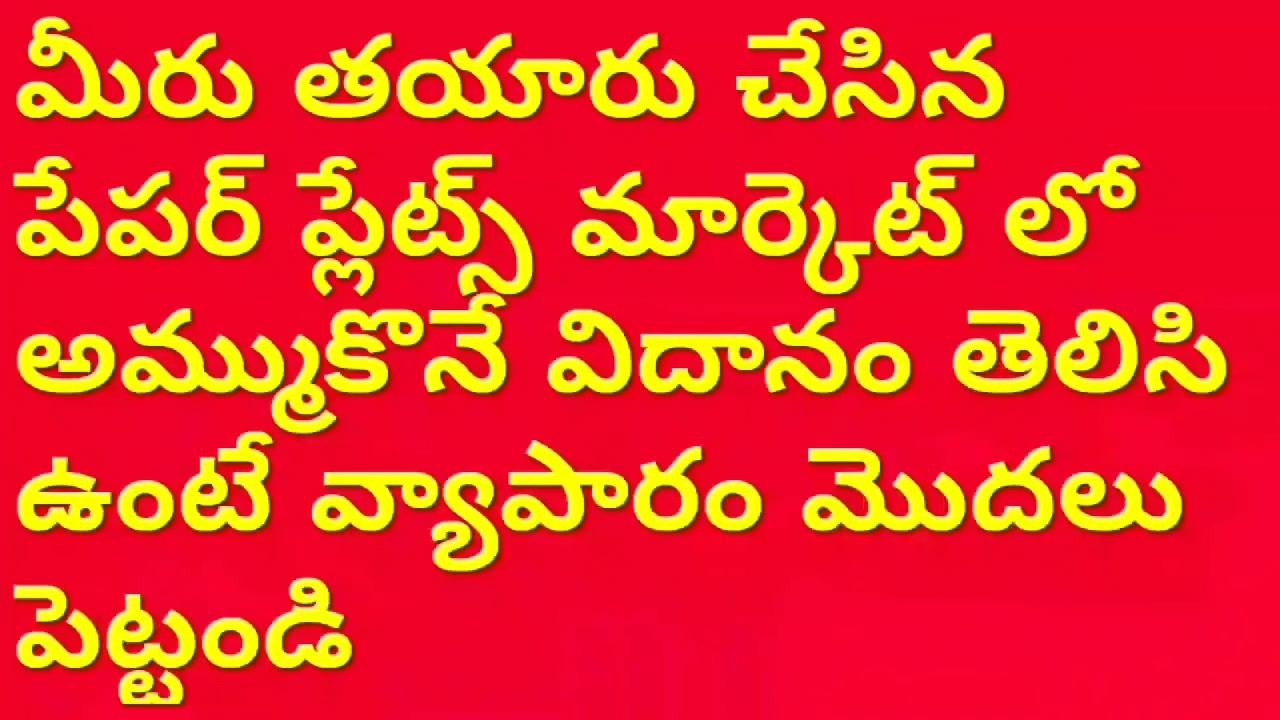 మీరు తయారు చేసిన
పేపర్ ప్లేట్స్ మార్కెట్ లో
అమ్ముకొనే విదానం తెలిసి
ఉంటే వ్యాపారం మొదలు
పెట్టండి